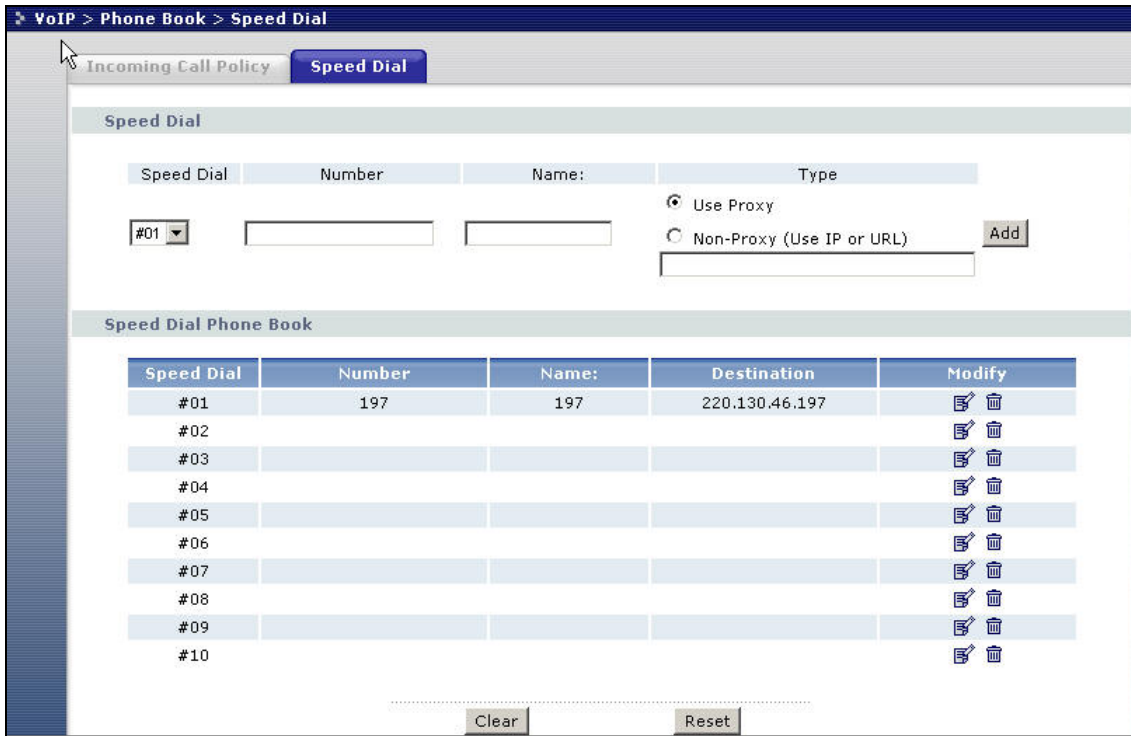 VoIP > Phone Book > Speed Dial
Incoming Call Policy Speed Dial
Speed Dial
Speed Dial Number Name: Type
#01 Use Proxy
Non-Proxy (Use IP or URL) Add
Speed Dial Phone Book
Speed Dial Number Name: Destination Modify
#01 197 197 220.130.46.197
#02
#03
#04
#05
#06
#07
#08
#09
#10
Clear Reset